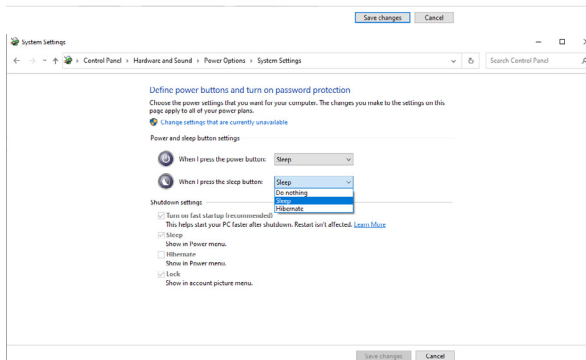 Save changes Cancel
System Settings
Control Panel > Hardware and Sound > Power Options > System Settings
Search Control Panel
Define power buttons and turn on password protection
Choose the power settings that you want for your computer. The changes you make to the settings on this
page apply to all of your power plans.
Change settings that are currently unavailable
Power and sleep button settings
When I press the power button: Sleep
When I press the sleep button: Sleep
Do nothing
Sleep
Hibernate
Shutdown settings
Turn on fast startup (recommended)
This helps start your PC faster after shutdown. Restart isn't affected. Learn More
Sleep
Show in Power menu.
Hibernate
Show in Power menu.
Lock
Show in account picture menu.
Save changes Cancel